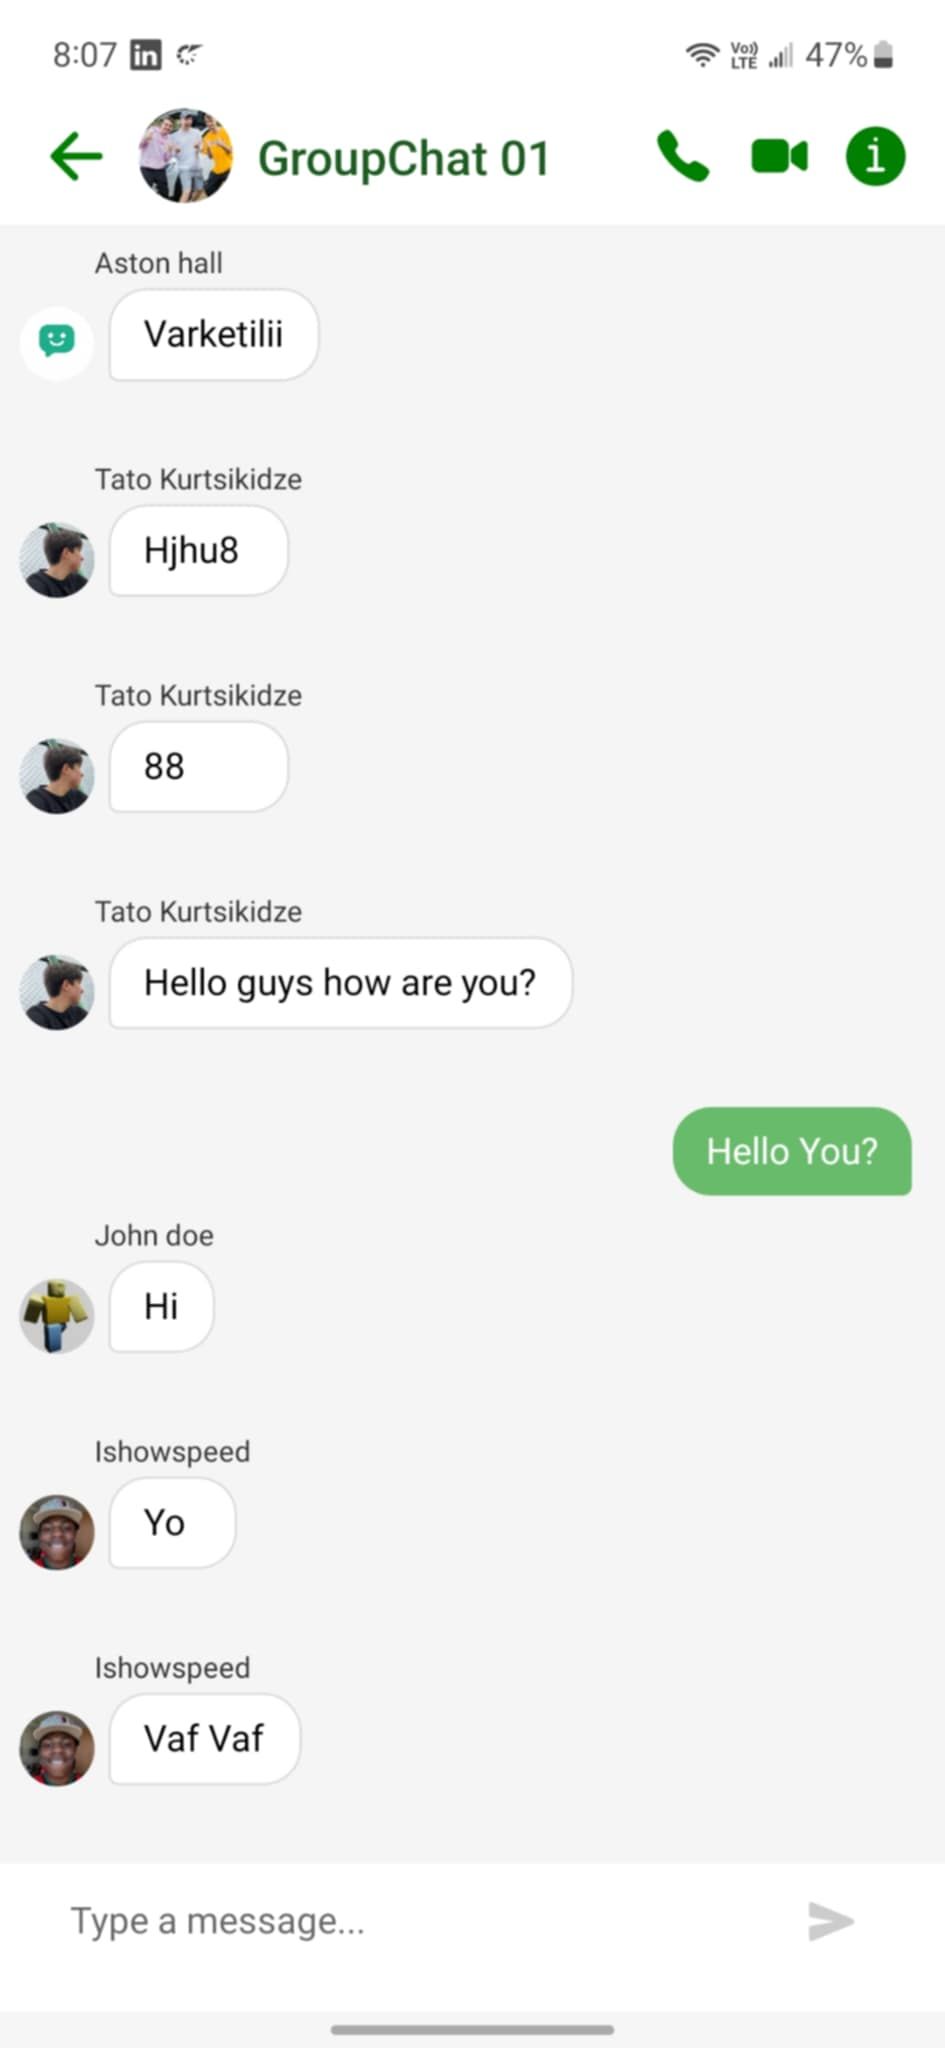 8:07 in Vo)) LTE 47%
GroupChat 01
Aston hall
Varketilii
Tato Kurtsikidze
Hjhu8
Tato Kurtsikidze
88
Tato Kurtsikidze
Hello guys how are you?
Hello You?
John doe
Hi
Ishowspeed
Yo
Ishowspeed
Vaf Vaf
Type a message...